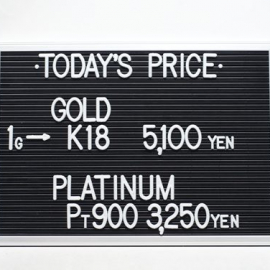 ·TODAY'S PRICE·
GOLD
1G→ K18 5,100 YEN
PLATINUM
PT900 3,250YEN